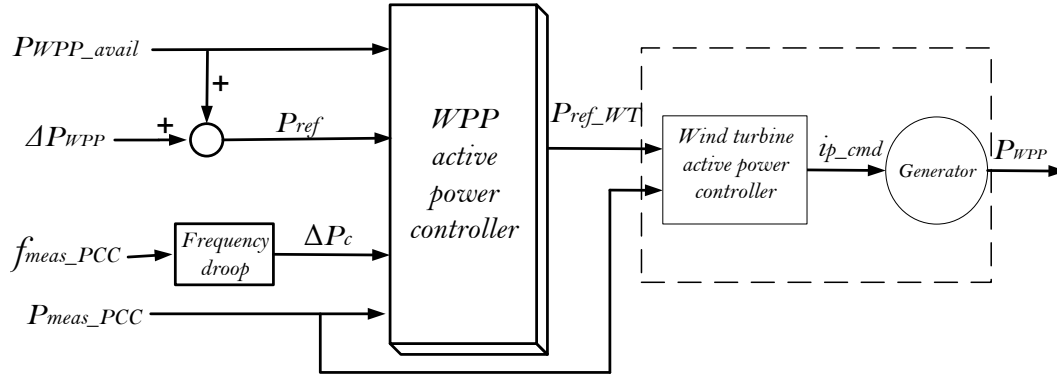 PWPP_avail
+
+
ΔPWPP
Pref
fmeas_PCC
Frequency
droop
ΔPc
Pmeas_PCC
WPP
active
power
controller
Pref_WT
Wind turbine
active power
controller
ip_cmd
Generator
PWPP